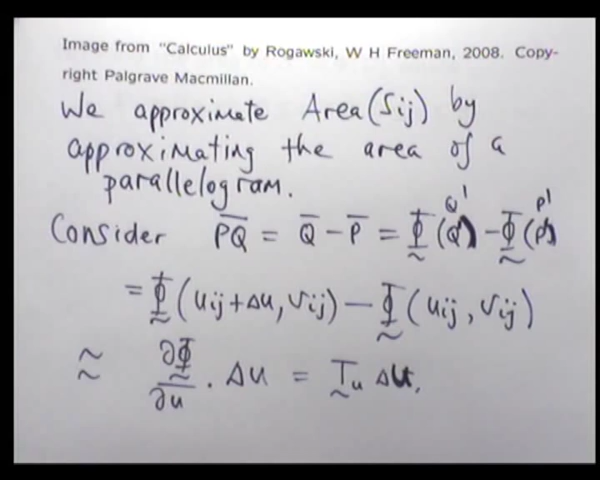 Image from "Calculus" by Rogawski, W H Freeman, 2008. Copy-
right Palgrave Macmillan.
We approximate Area(Sij) by
approximating the area of a
parallelogram.
Consider P̅Q̅ = Q̅ - P̅ = Φ̰(Q') - Φ̰(P')
= Φ̰(uij+Δu, vij) - Φ̰(uij, vij)
≈ ∂Φ̰/∂u . Δu = T̰u Δu.